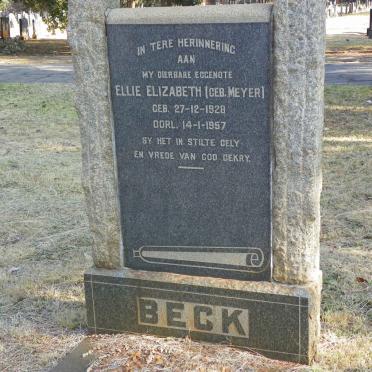 IN TERE HERINNERING
AAN
MY DIERBARE EGGENOTE
ELLIE ELIZABETH (GEB. MEYER)
GEB. 27-12-1928
OORL. 14-1-1957
SY HET IN STILTE GELY
EN VREDE VAN GOD GEKRY.
BECK